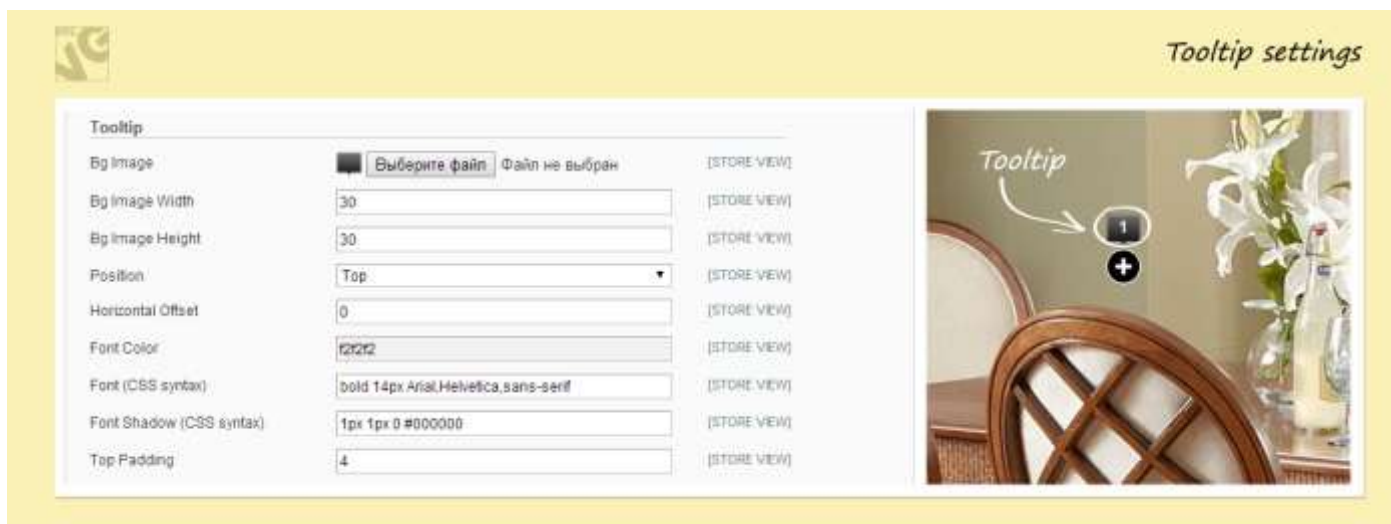 Tooltip settings
Tooltip
Bg Image Выберите файл Файл не выбран [STORE VIEW]
Bg Image Width 30 [STORE VIEW]
Bg Image Height 30 [STORE VIEW]
Position Top [STORE VIEW]
Horizontal Offset 0 [STORE VIEW]
Font Color f2f2f2 [STORE VIEW]
Font (CSS syntax) bold 14px Arial,Helvetica,sans-serif [STORE VIEW]
Font Shadow (CSS syntax) 1px 1px 0 #000000 [STORE VIEW]
Top Padding 4 [STORE VIEW]
Tooltip
1